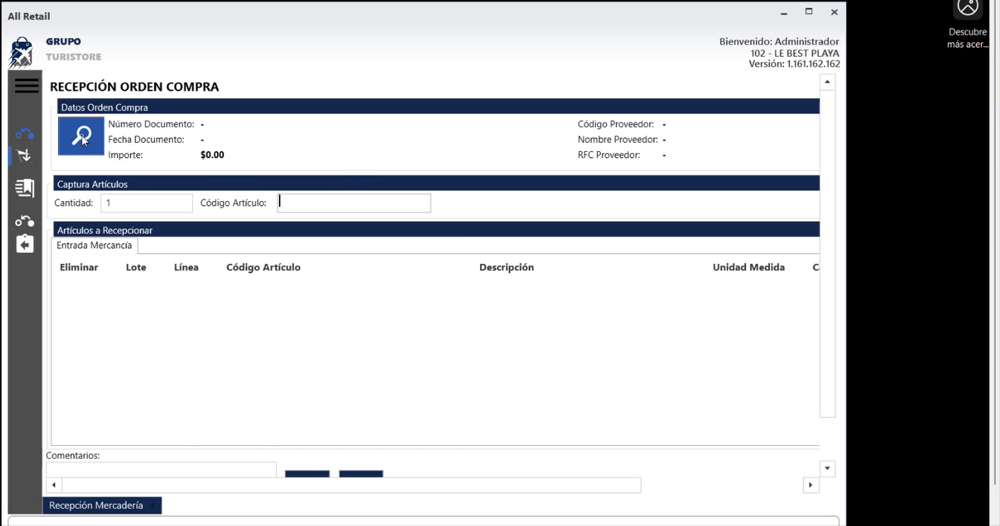 All Retail
GRUPO
TURISTORE
Bienvenido: Administrador
102 - LE BEST PLAYA
Versión: 1.161.162.162
Descubre
más acer...
RECEPCIÓN ORDEN COMPRA
Datos Orden Compra
Número Documento: -
Código Proveedor: -
Fecha Documento: -
Nombre Proveedor: -
Importe: $0.00
RFC Proveedor: -
Captura Artículos
Cantidad: 1 Código Artículo:
Artículos a Recepcionar
Entrada Mercancía
Eliminar Lote Línea Código Artículo Descripción Unidad Medida
Comentarios:
Recepción Mercadería x